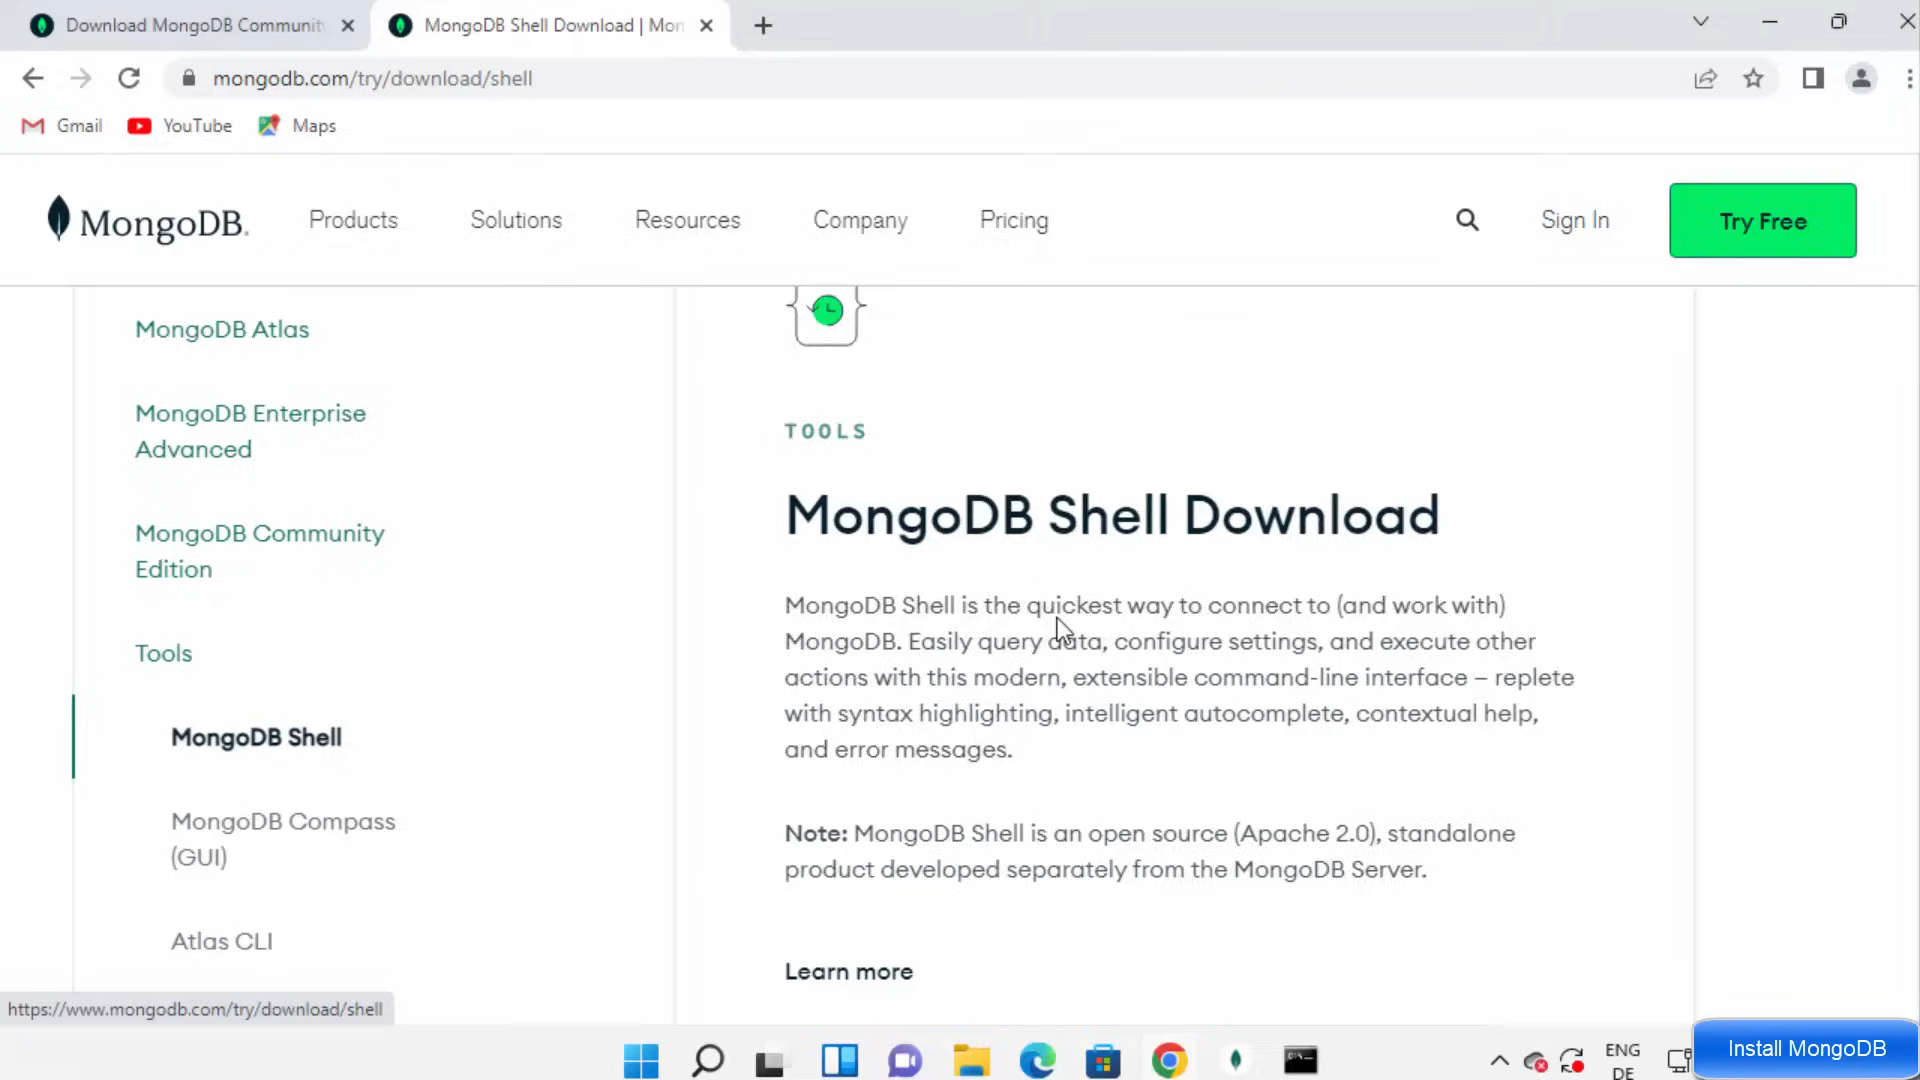 Download MongoDB Communit
MongoDB Shell Download | Mon
mongodb.com/try/download/shell
Gmail
YouTube
Maps
MongoDB.
Products
Solutions
Resources
Company
Pricing
Sign In
Try Free
MongoDB Atlas
MongoDB Enterprise
Advanced
MongoDB Community
Edition
Tools
MongoDB Shell
MongoDB Compass
(GUI)
Atlas CLI
TOOLS
MongoDB Shell Download
MongoDB Shell is the quickest way to connect to (and work with)
MongoDB. Easily query data, configure settings, and execute other
actions with this modern, extensible command-line interface – replete
with syntax highlighting, intelligent autocomplete, contextual help,
and error messages.
Note: MongoDB Shell is an open source (Apache 2.0), standalone
product developed separately from the MongoDB Server.
Learn more
https://www.mongodb.com/try/download/shell
ENG
DE
Install MongoDB